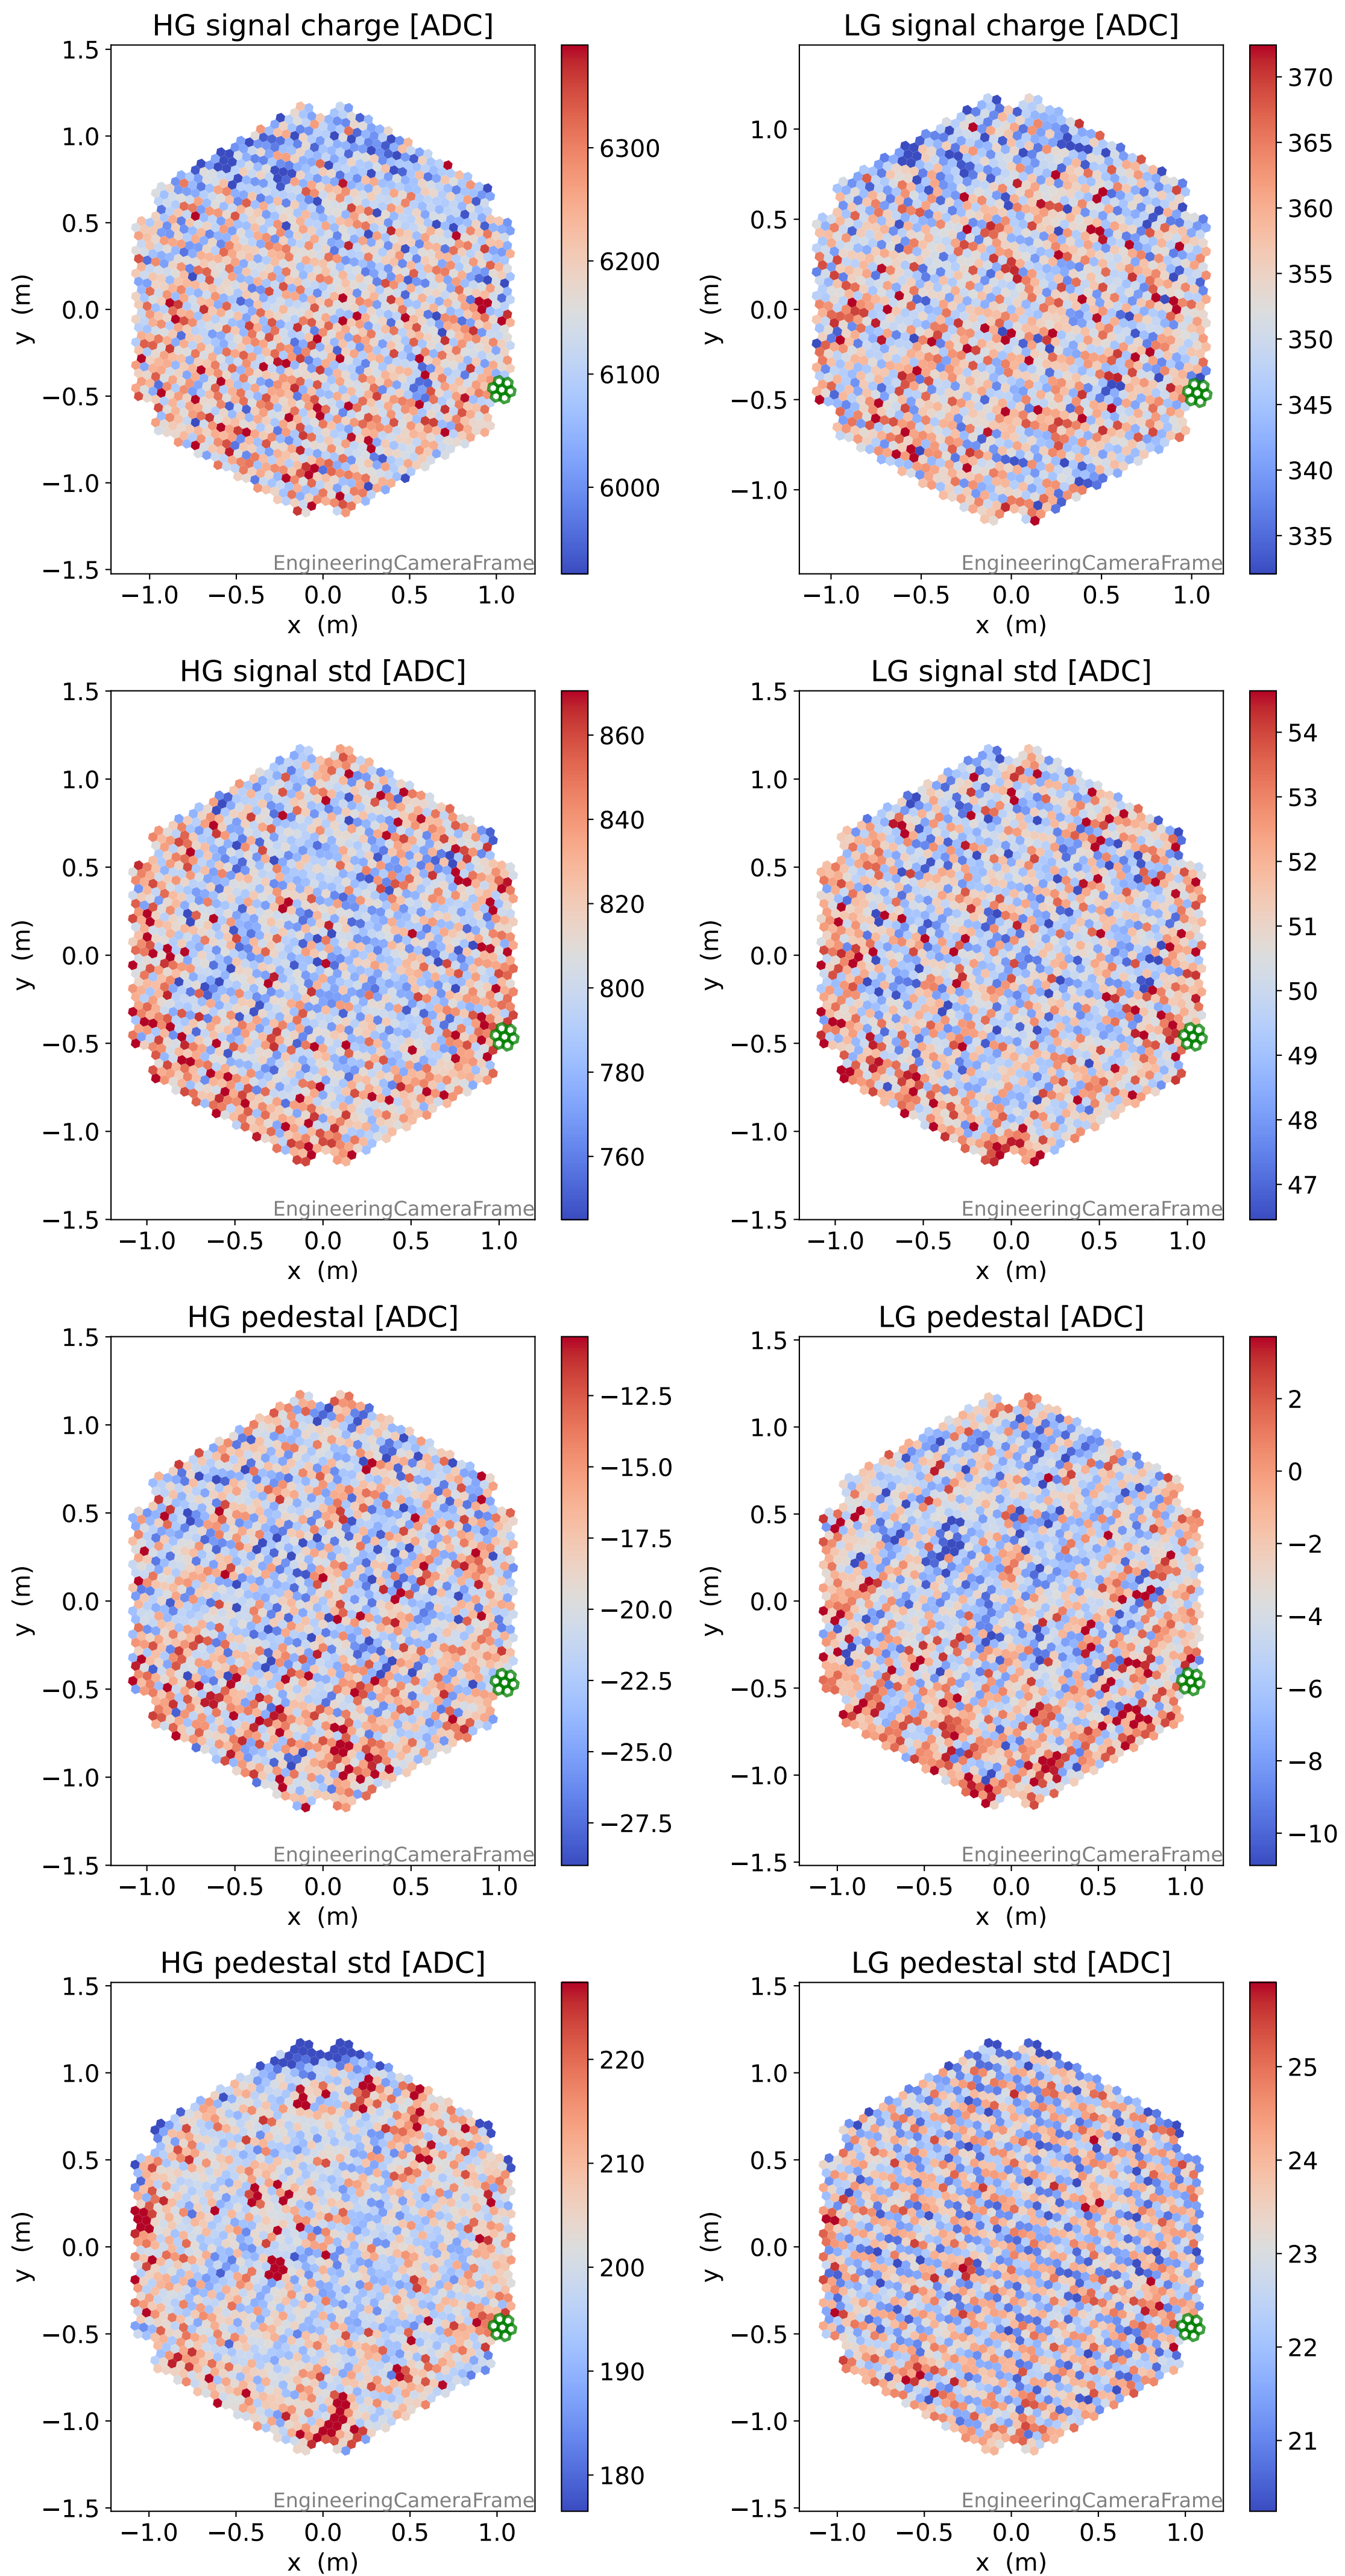 HG signal charge [ADC]
1.5
1.0
0.5
0.0
−0.5
−1.0
−1.5
y (m)
−1.0 −0.5 0.0 0.5 1.0
x (m)
EngineeringCameraFrame
6300
6200
6100
6000
LG signal charge [ADC]
1.0
0.5
0.0
−0.5
−1.0
y (m)
−1.0 −0.5 0.0 0.5 1.0
x (m)
EngineeringCameraFrame
370
365
360
355
350
345
340
335
HG signal std [ADC]
1.5
1.0
0.5
0.0
−0.5
−1.0
−1.5
y (m)
−1.0 −0.5 0.0 0.5 1.0
x (m)
EngineeringCameraFrame
860
840
820
800
780
760
LG signal std [ADC]
1.5
1.0
0.5
0.0
−0.5
−1.0
−1.5
y (m)
−1.0 −0.5 0.0 0.5 1.0
x (m)
EngineeringCameraFrame
54
53
52
51
50
49
48
47
HG pedestal [ADC]
1.5
1.0
0.5
0.0
−0.5
−1.0
−1.5
y (m)
−1.0 −0.5 0.0 0.5 1.0
x (m)
EngineeringCameraFrame
−12.5
−15.0
−17.5
−20.0
−22.5
−25.0
−27.5
LG pedestal [ADC]
1.5
1.0
0.5
0.0
−0.5
−1.0
−1.5
y (m)
−1.0 −0.5 0.0 0.5 1.0
x (m)
EngineeringCameraFrame
2
0
−2
−4
−6
−8
−10
HG pedestal std [ADC]
1.5
1.0
0.5
0.0
−0.5
−1.0
−1.5
y (m)
−1.0 −0.5 0.0 0.5 1.0
x (m)
EngineeringCameraFrame
220
210
200
190
180
LG pedestal std [ADC]
1.5
1.0
0.5
0.0
−0.5
−1.0
−1.5
y (m)
−1.0 −0.5 0.0 0.5 1.0
x (m)
EngineeringCameraFrame
25
24
23
22
21